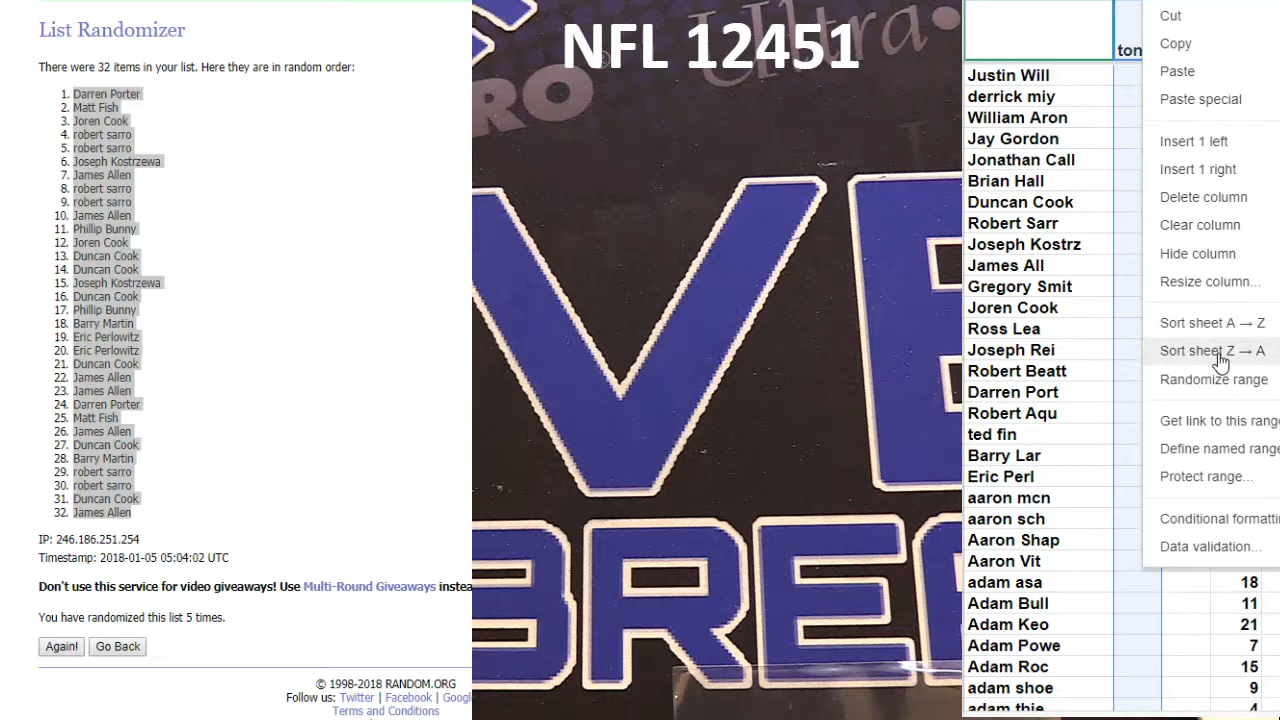 List Randomizer
There were 32 items in your list. Here they are in random order:
1. Darren Porter
2. Matt Fish
3. Joren Cook
4. robert sarro
5. robert sarro
6. Joseph Kostrzewa
7. James Allen
8. robert sarro
9. robert sarro
10. James Allen
11. Phillip Bunny
12. Joren Cook
13. Duncan Cook
14. Duncan Cook
15. Joseph Kostrzewa
16. Duncan Cook
17. Phillip Bunny
18. Barry Martin
19. Eric Perlowitz
20. Eric Perlowitz
21. Duncan Cook
22. James Allen
23. James Allen
24. Darren Porter
25. Matt Fish
26. James Allen
27. Duncan Cook
28. Barry Martin
29. robert sarro
30. robert sarro
31. Duncan Cook
32. James Allen
IP: 246.186.251.254
Timestamp: 2018-01-05 05:04:02 UTC
Don't use this service for video giveaways! Use Multi-Round Giveaways instea
You have randomized this list 5 times.
Again! Go Back
© 1998-2018 RANDOM.ORG
Follow us: Twitter | Facebook | Googl
Terms and Conditions
NFL 12451
Ultra
RO
VE
BREA
ton
Justin Will
derrick miy
William Aron
Jay Gordon
Jonathan Call
Brian Hall
Duncan Cook
Robert Sarr
Joseph Kostrz
James All
Gregory Smit
Joren Cook
Ross Lea
Joseph Rei
Robert Beatt
Darren Port
Robert Aqu
ted fin
Barry Lar
Eric Perl
aaron mcn
aaron sch
Aaron Shap
Aaron Vit
adam asa 18
Adam Bull 11
Adam Keo 21
Adam Powe 7
Adam Roc 15
adam shoe 9
adam thie 4
Cut
Copy
Paste
Paste special
Insert 1 left
Insert 1 right
Delete column
Clear column
Hide column
Resize column...
Sort sheet A → Z
Sort sheet Z → A
Randomize range
Get link to this range
Define named range
Protect range...
Conditional formattin
Data validation...